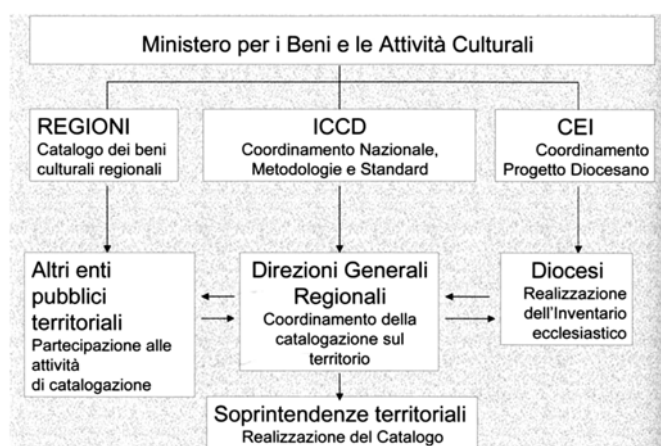 Ministero per i Beni e le Attività Culturali
REGIONI
Catalogo dei beni
culturali regionali
ICCD
Coordinamento Nazionale,
Metodologie e Standard
CEI
Coordinamento
Progetto Diocesano
Altri enti
pubblici
territoriali
Partecipazione alle
attività
di catalogazione
Direzioni Generali
Regionali
Coordinamento della
catalogazione sul
territorio
Diocesi
Realizzazione
dell'Inventario
ecclesiastico
Soprintendenze territoriali
Realizzazione del Catalogo